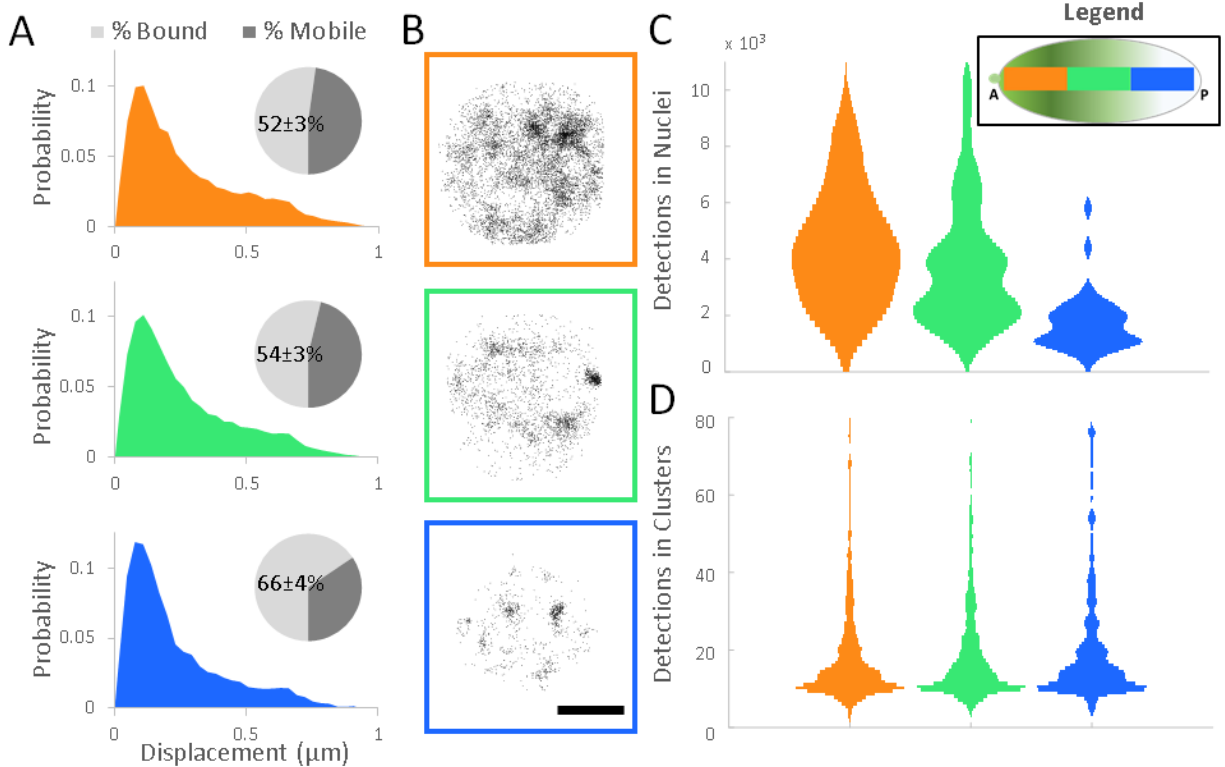 A
% Bound
% Mobile
Probability
0.1
0.05
0
52±3%
0
0.5
1
Probability
0.1
0.05
0
54±3%
0
0.5
1
Probability
0.1
0.05
0
66±4%
0
0.5
1
Displacement (µm)
B
C
x 10³
Detections in Nuclei
10
8
6
4
2
0
Legend
A
P
D
Detections in Clusters
80
60
40
20
0